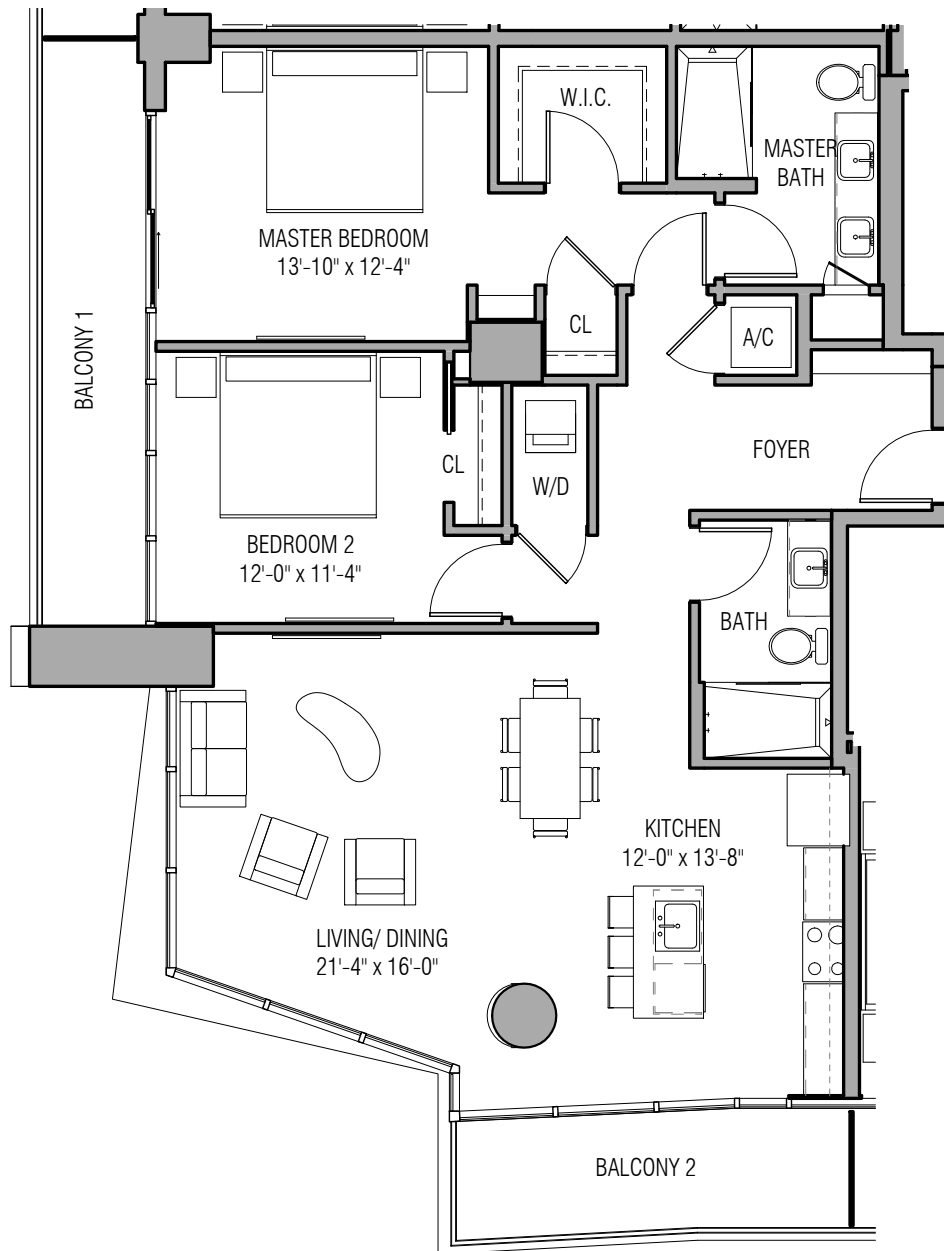 W.I.C.
MASTER
BATH
MASTER BEDROOM
13'-10" x 12'-4"
BALCONY 1
CL
A/C
CL
W/D
FOYER
BEDROOM 2
12'-0" x 11'-4"
BATH
KITCHEN
12'-0" x 13'-8"
LIVING/ DINING
21'-4" x 16'-0"
BALCONY 2